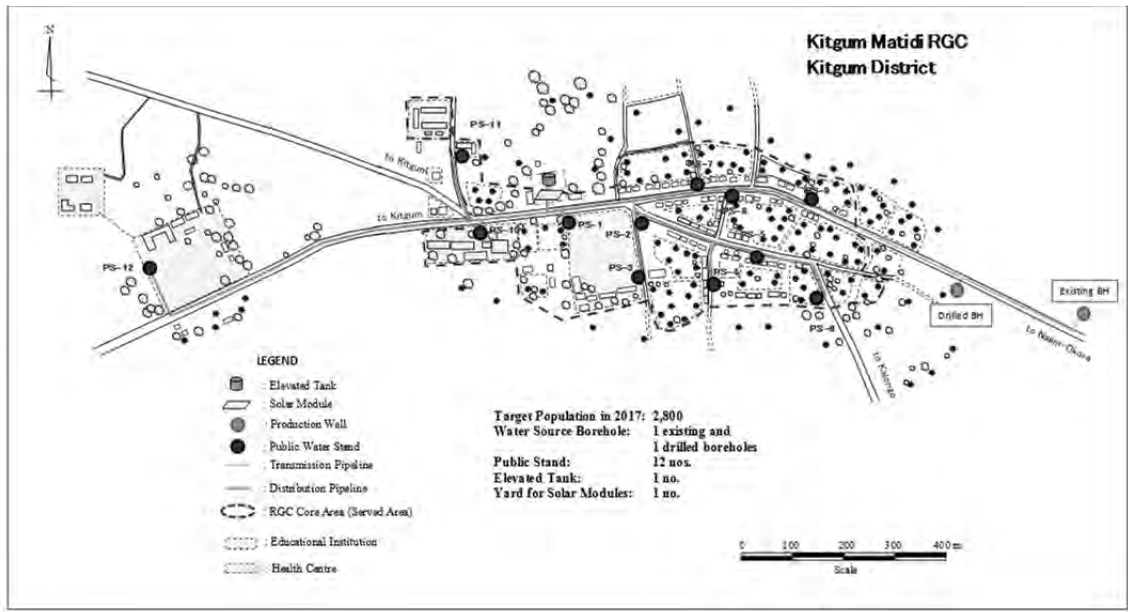 Kitgum Matidi RGC
Kitgum District
N
PS-11
to Kitgum
to Kitgum
PS-7
PS-10
PS-1
PS-2
PS-5
PS-12
PS-3
PS-4
PS-8
Existing BH
Drilled BH
to Kalongo
LEGEND
: Elevated Tank
: Solar Module
: Production Well
: Public Water Stand
: Transmission Pipeline
: Distribution Pipeline
: RGC Core Area (Served Area)
: Educational Institution
: Health Centre
Target Population in 2017: 2,800
Water Source Borehole: 1 existing and
1 drilled boreholes
Public Stand: 12 nos.
Elevated Tank: 1 no.
Yard for Solar Modules: 1 no.
0 100 200 300 400 m
Scale